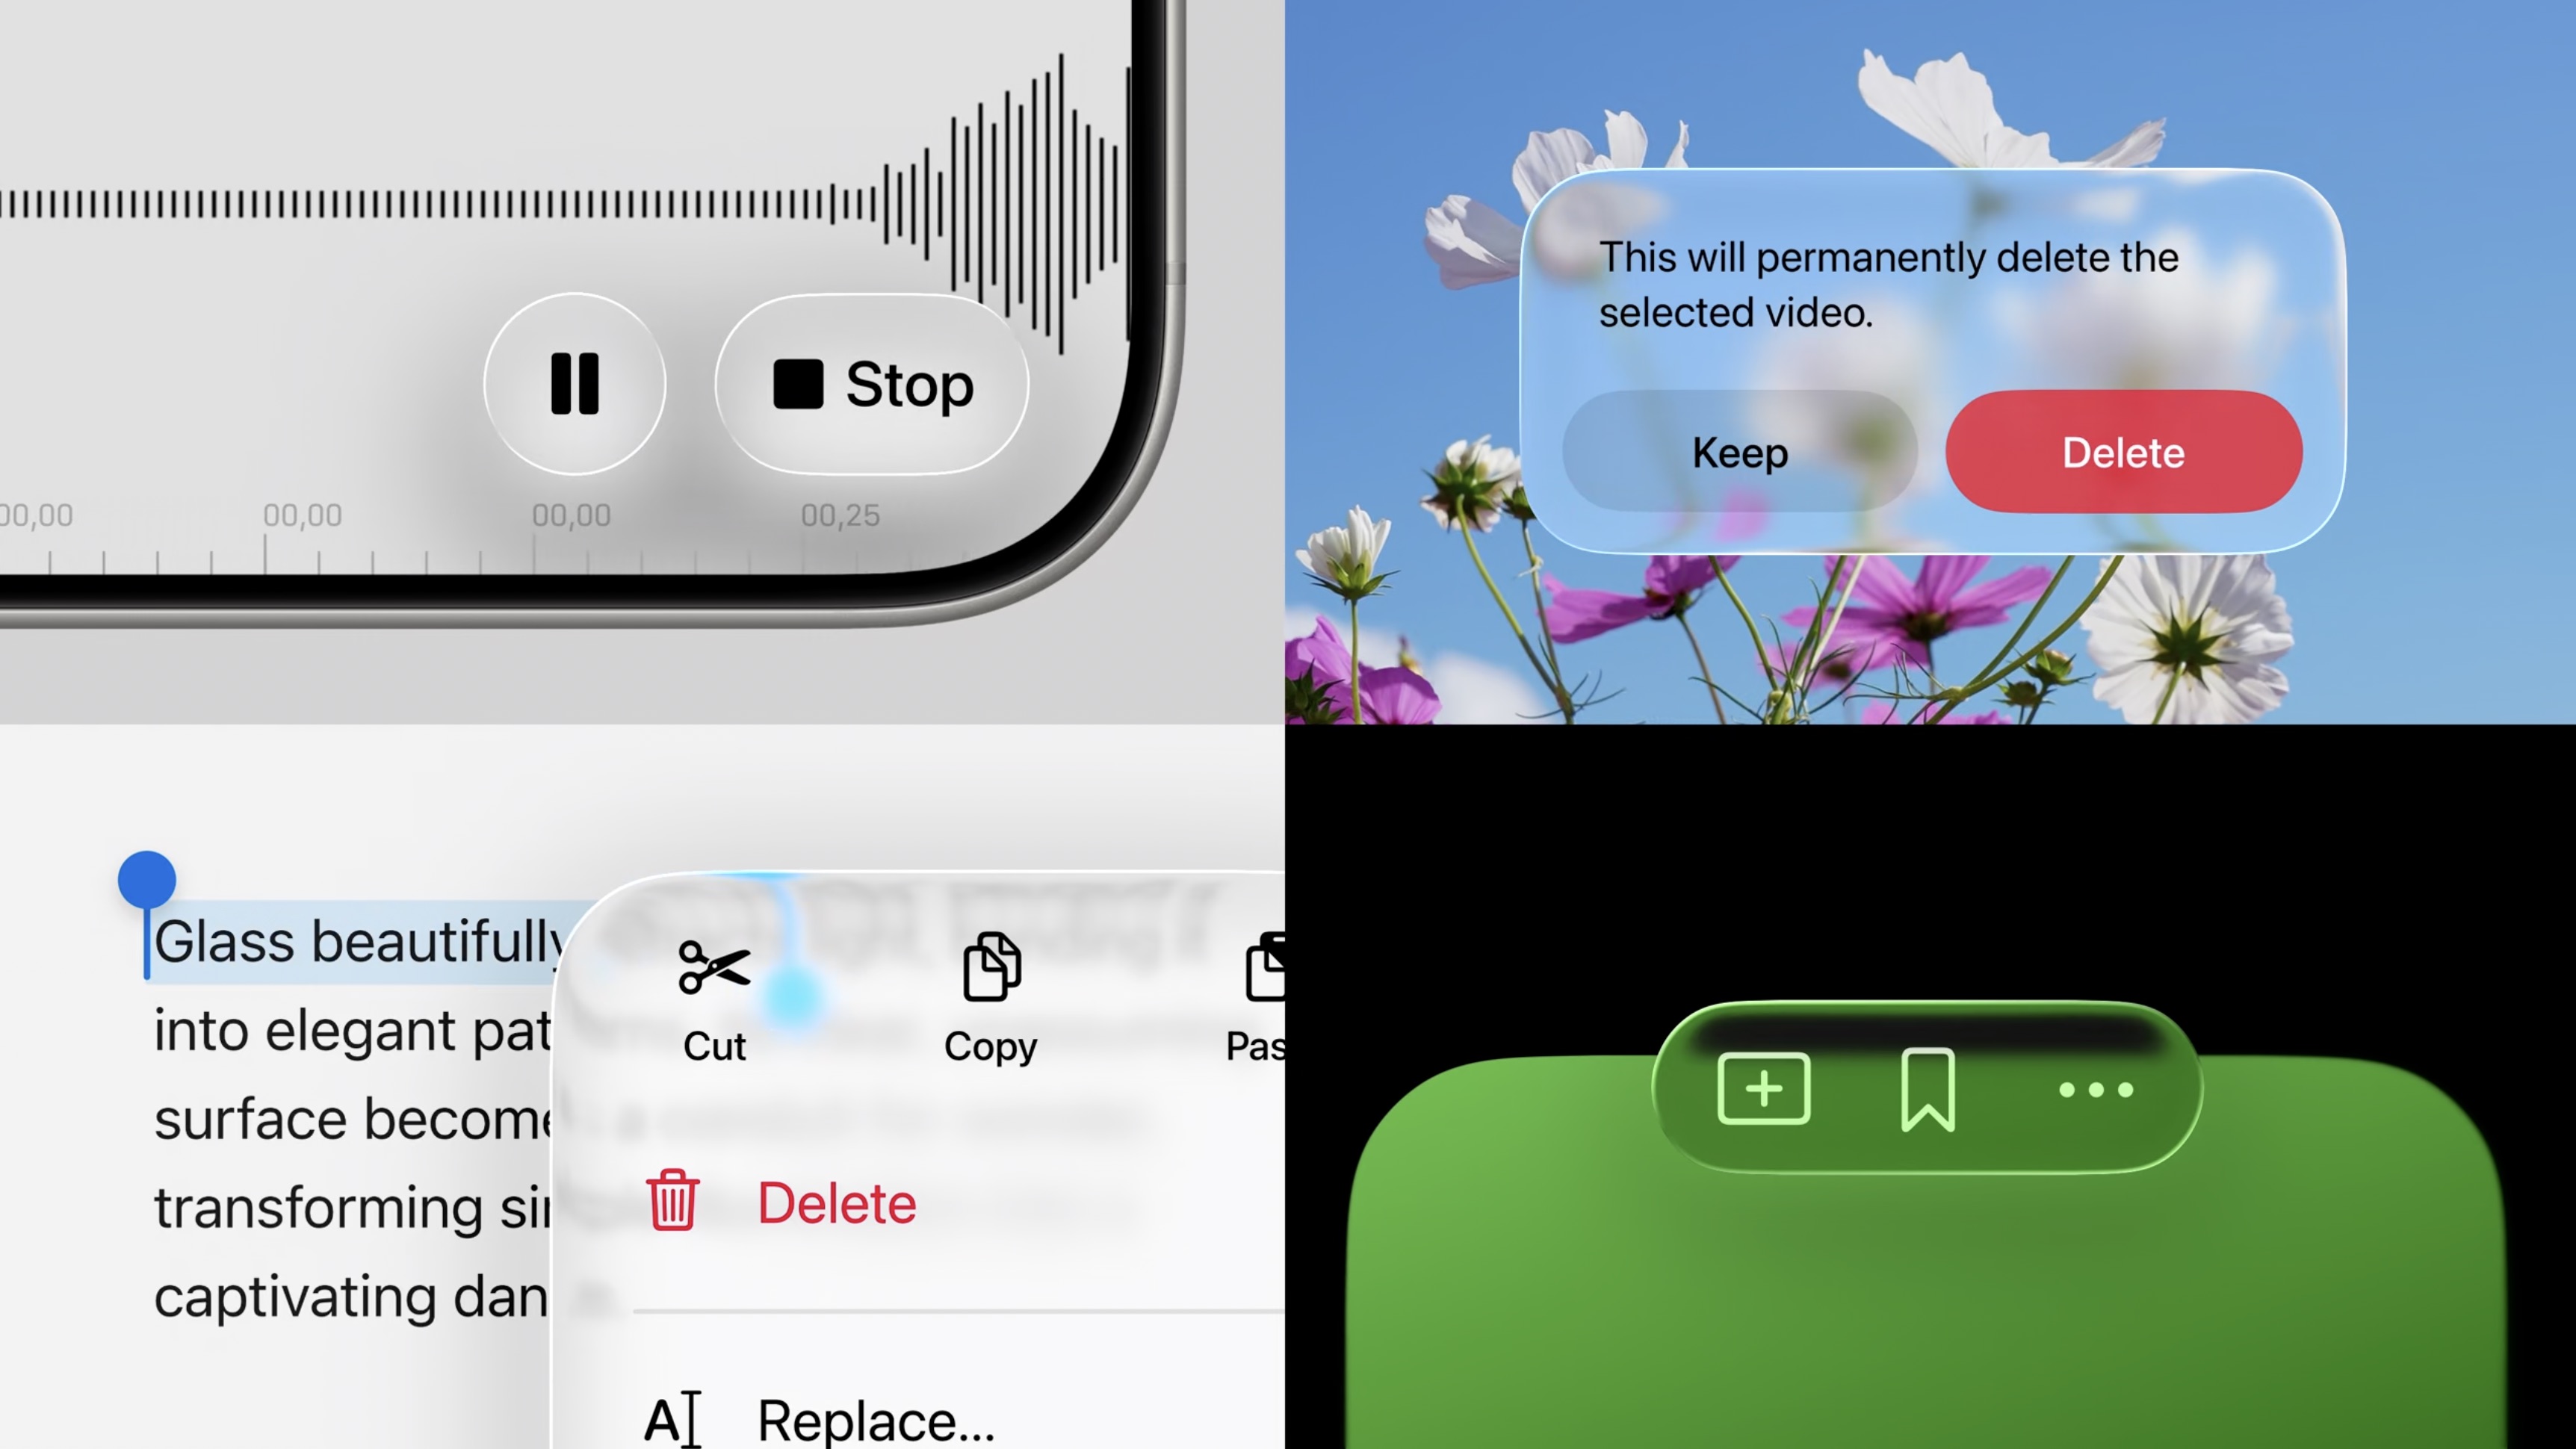 Stop
00,00
00,00
00,00
00,25
This will permanently delete the
selected video.
Keep
Delete
Glass beautifully
into elegant pat
surface become
transforming sin
captivating dan
Cut
Copy
Pas
Delete
Replace...